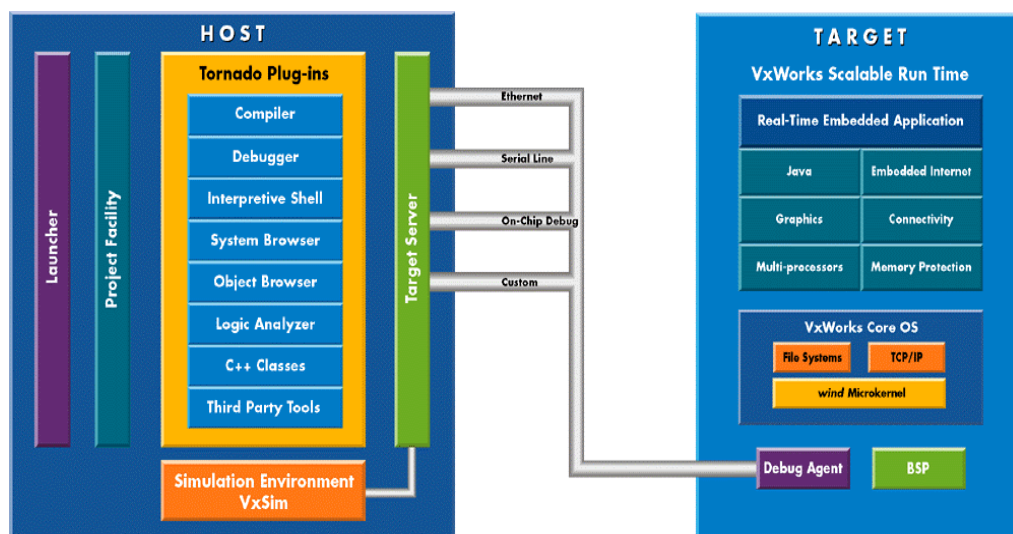 HOST
Launcher
Project Facility
Tornado Plug-ins
Compiler
Debugger
Interpretive Shell
System Browser
Object Browser
Logic Analyzer
C++ Classes
Third Party Tools
Target Server
Simulation Environment
VxSim
Ethernet
Serial Line
On-Chip Debug
Custom
TARGET
VxWorks Scalable Run Time
Real-Time Embedded Application
Java
Embedded Internet
Graphics
Connectivity
Multi-processors
Memory Protection
VxWorks Core OS
File Systems
TCP/IP
wind Microkernel
Debug Agent
BSP